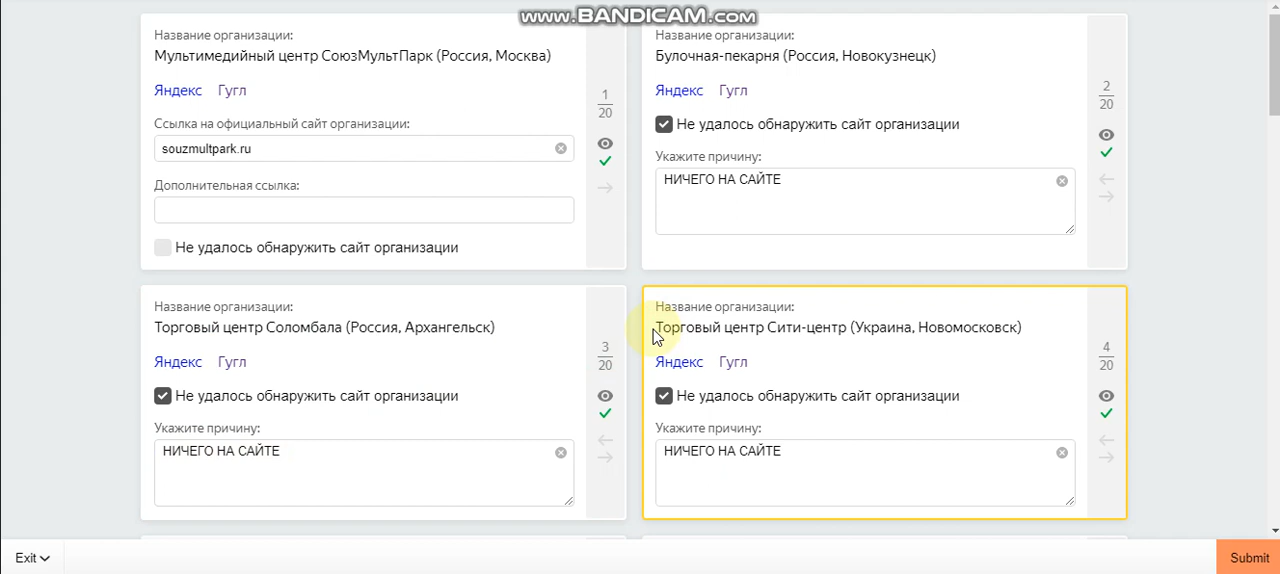 www.BANDICAM.com
Название организации:
Мультимедийный центр СоюзМультПарк (Россия, Москва)
Яндекс Гугл
Ссылка на официальный сайт организации:
souzmultpark.ru
Дополнительная ссылка:
Не удалось обнаружить сайт организации
1
20
Название организации:
Булочная-пекарня (Россия, Новокузнецк)
Яндекс Гугл
Не удалось обнаружить сайт организации
Укажите причину:
НИЧЕГО НА САЙТЕ
2
20
Название организации:
Торговый центр Соломбала (Россия, Архангельск)
Яндекс Гугл
Не удалось обнаружить сайт организации
Укажите причину:
НИЧЕГО НА САЙТЕ
3
20
Название организации:
Торговый центр Сити-центр (Украина, Новомосковск)
Яндекс Гугл
Не удалось обнаружить сайт организации
Укажите причину:
НИЧЕГО НА САЙТЕ
4
20
Exit
Submit